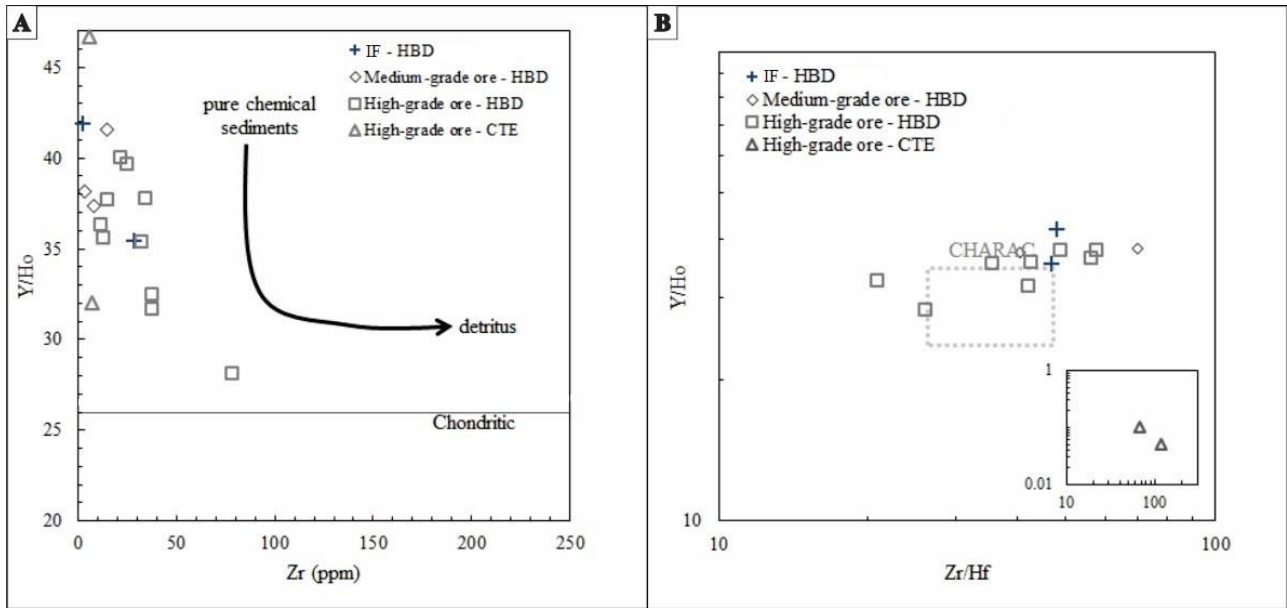 A
45
40
35
30
25
20
Y/Ho
IF - HBD
Medium-grade ore - HBD
High-grade ore - HBD
High-grade ore - CTE
pure chemical
sediments
detritus
Chondritic
0
50
100
150
200
250
Zr (ppm)
B
Y/Ho
IF - HBD
Medium-grade ore - HBD
High-grade ore - HBD
High-grade ore - CTE
CHARAC
1
0.01
10
100
10
10
100
Zr/Hf